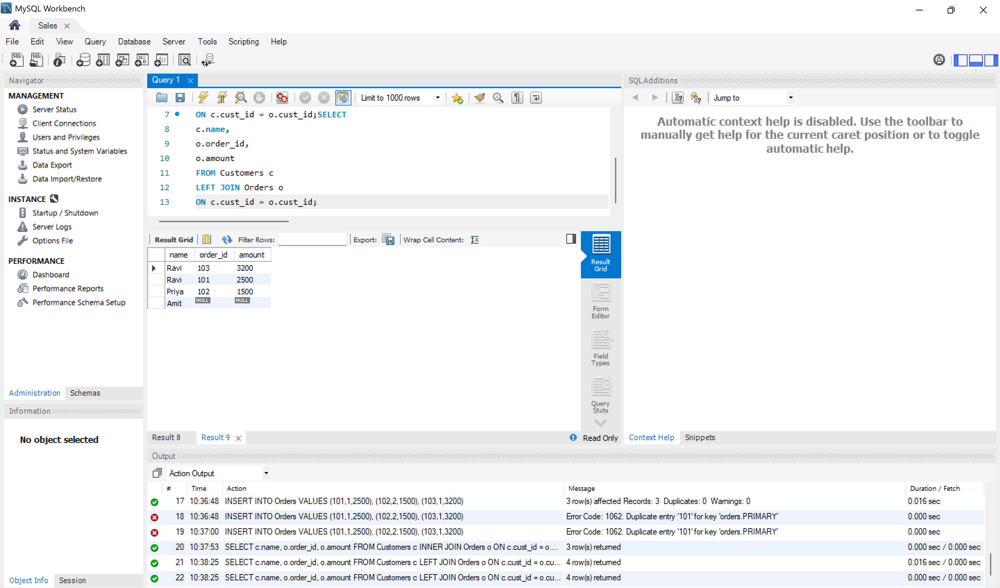 MySQL Workbench
Sales
File Edit View Query Database Server Tools Scripting Help
Navigator
MANAGEMENT
Server Status
Client Connections
Users and Privileges
Status and System Variables
Data Export
Data Import/Restore
INSTANCE
Startup / Shutdown
Server Logs
Options File
PERFORMANCE
Dashboard
Performance Reports
Performance Schema Setup
Administration Schemas
Information
No object selected
Object Info Session
Query 1
Limit to 1000 rows
7 ON c.cust_id = o.cust_id;SELECT
8 c.name,
9 o.order_id,
10 o.amount
11 FROM Customers c
12 LEFT JOIN Orders o
13 ON c.cust_id = o.cust_id;
Result Grid Filter Rows: Export: Wrap Cell Content:
name order_id amount
Ravi 103 3200
Ravi 101 2500
Priya 102 1500
Amit NULL NULL
Result
Grid
Form
Editor
Field
Types
Query
Stats
Result 8 Result 9 Read Only
SQLAdditions
Jump to
Automatic context help is disabled. Use the toolbar to
manually get help for the current caret position or to toggle
automatic help.
Context Help Snippets
Output
Action Output
# Time Action Message Duration / Fetch
17 10:36:48 INSERT INTO Orders VALUES (101,1,2500), (102,2,1500), (103,1,3200) 3 row(s) affected Records: 3 Duplicates: 0 Warnings: 0 0.016 sec
18 10:36:48 INSERT INTO Orders VALUES (101,1,2500), (102,2,1500), (103,1,3200) Error Code: 1062. Duplicate entry '101' for key 'orders.PRIMARY' 0.000 sec
19 10:37:00 INSERT INTO Orders VALUES (101,1,2500), (102,2,1500), (103,1,3200) Error Code: 1062. Duplicate entry '101' for key 'orders.PRIMARY' 0.000 sec
20 10:37:53 SELECT c.name, o.order_id, o.amount FROM Customers c INNER JOIN Orders o ON c.cust_id = o.... 3 row(s) returned 0.000 sec / 0.000 sec
21 10:38:25 SELECT c.name, o.order_id, o.amount FROM Customers c LEFT JOIN Orders o ON c.cust_id = o.cu... 4 row(s) returned 0.016 sec / 0.000 sec
22 10:38:25 SELECT c.name, o.order_id, o.amount FROM Customers c LEFT JOIN Orders o ON c.cust_id = o.cu... 4 row(s) returned 0.000 sec / 0.000 sec